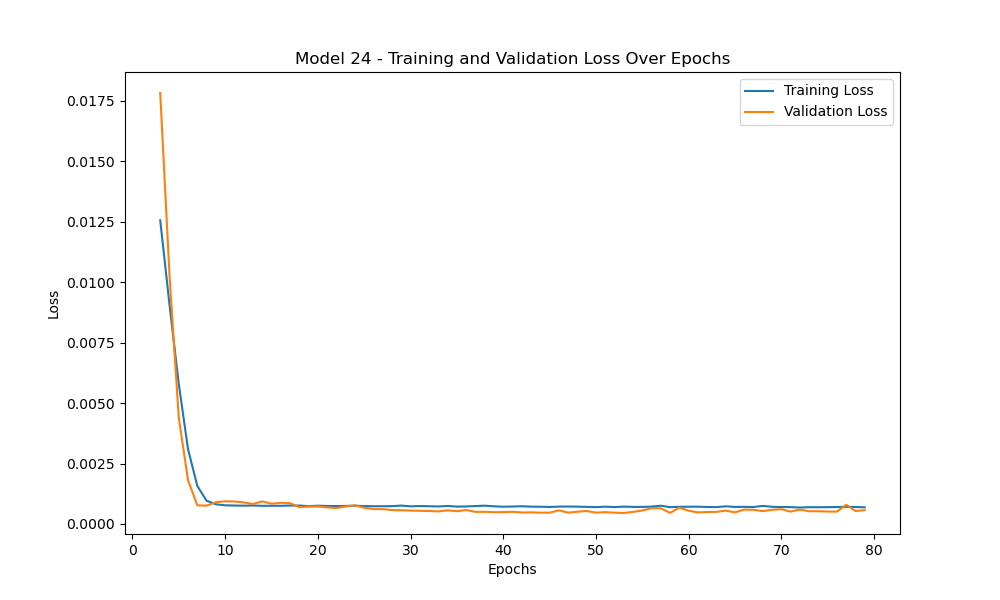 Model 24 - Training and Validation Loss Over Epochs
Training Loss
Validation Loss
0.0175
0.0150
0.0125
0.0100
0.0075
0.0050
0.0025
0.0000
Loss
0 10 20 30 40 50 60 70 80
Epochs